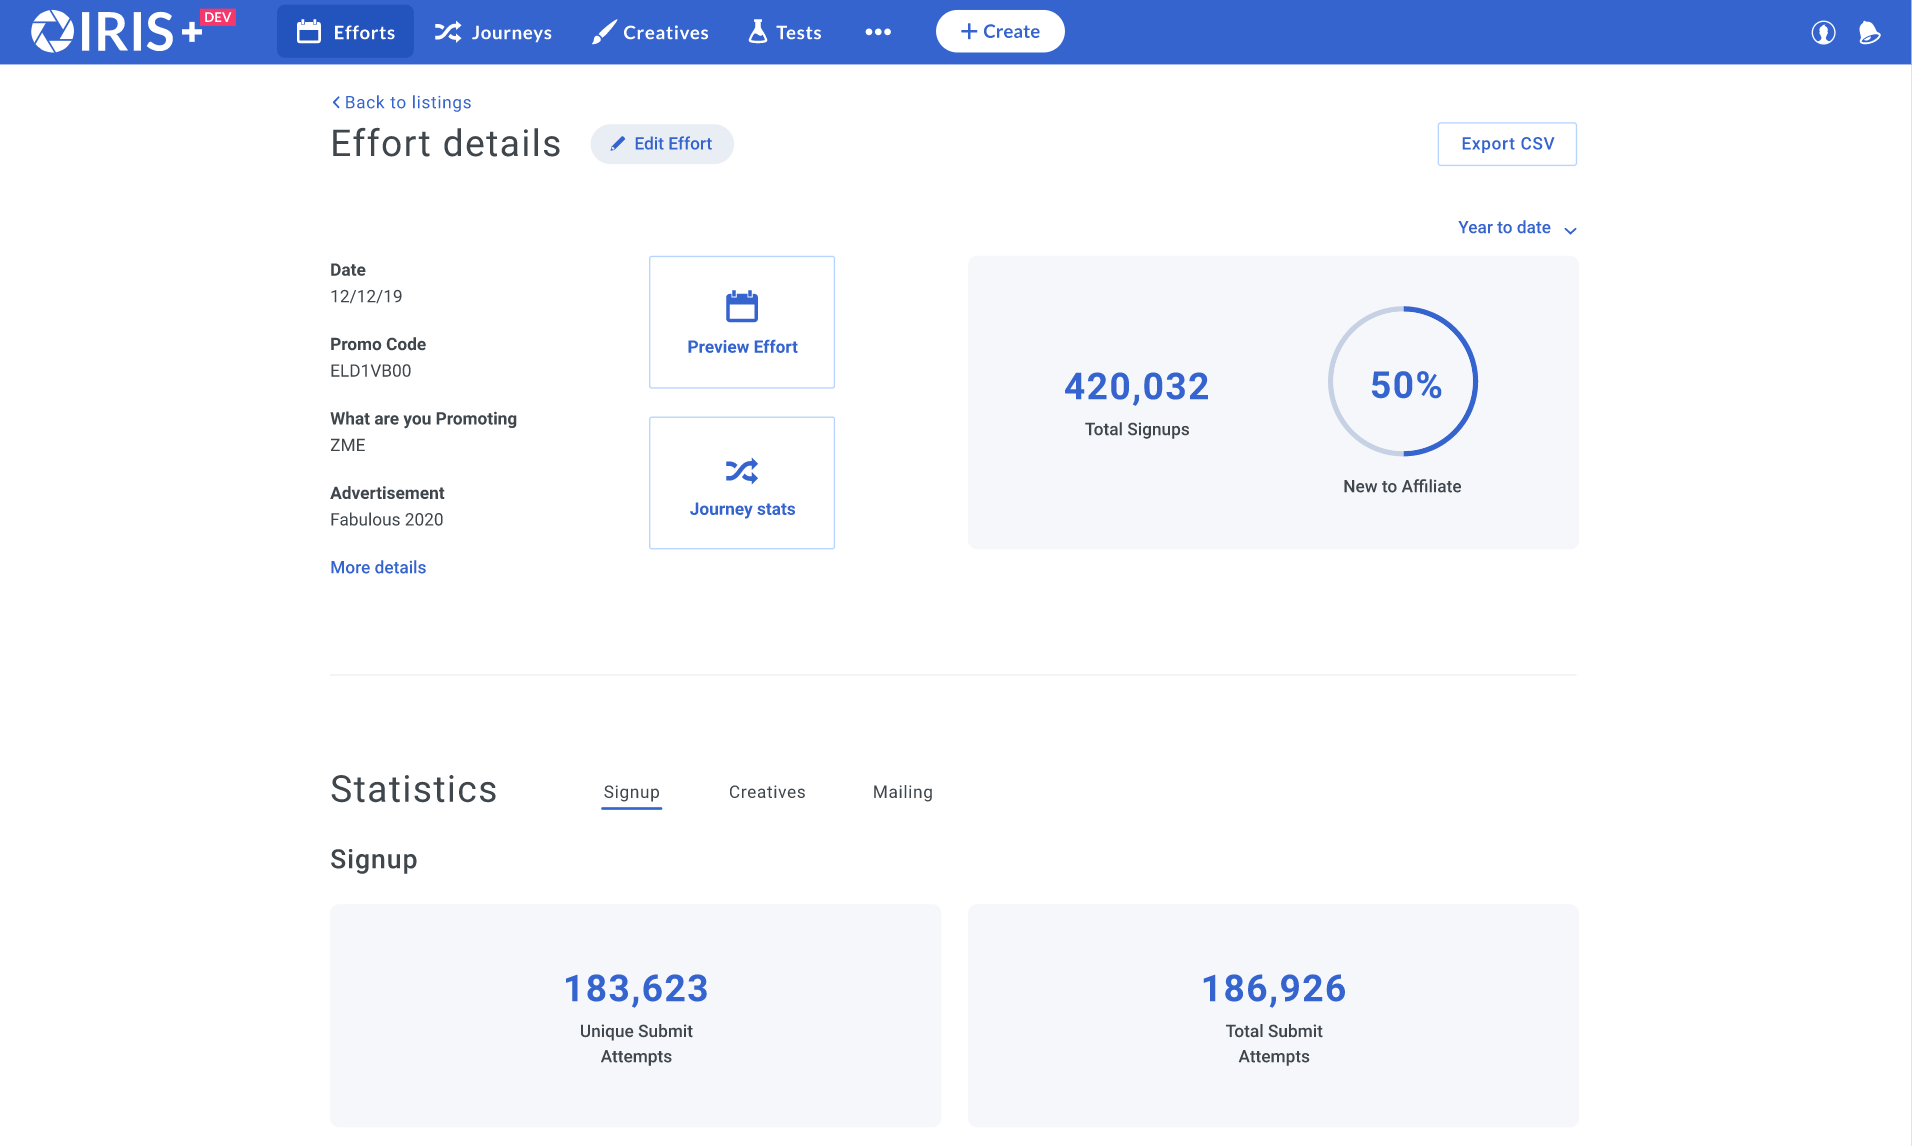 IRIS+ DEV
Efforts
Journeys
Creatives
Tests
+ Create
Back to listings
Effort details
Edit Effort
Export CSV
Year to date
Date
12/12/19
Promo Code
ELD1VB00
What are you Promoting
ZME
Advertisement
Fabulous 2020
More details
Preview Effort
Journey stats
420,032
Total Signups
50%
New to Affiliate
Statistics
Signup
Creatives
Mailing
Signup
183,623
Unique Submit
Attempts
186,926
Total Submit
Attempts